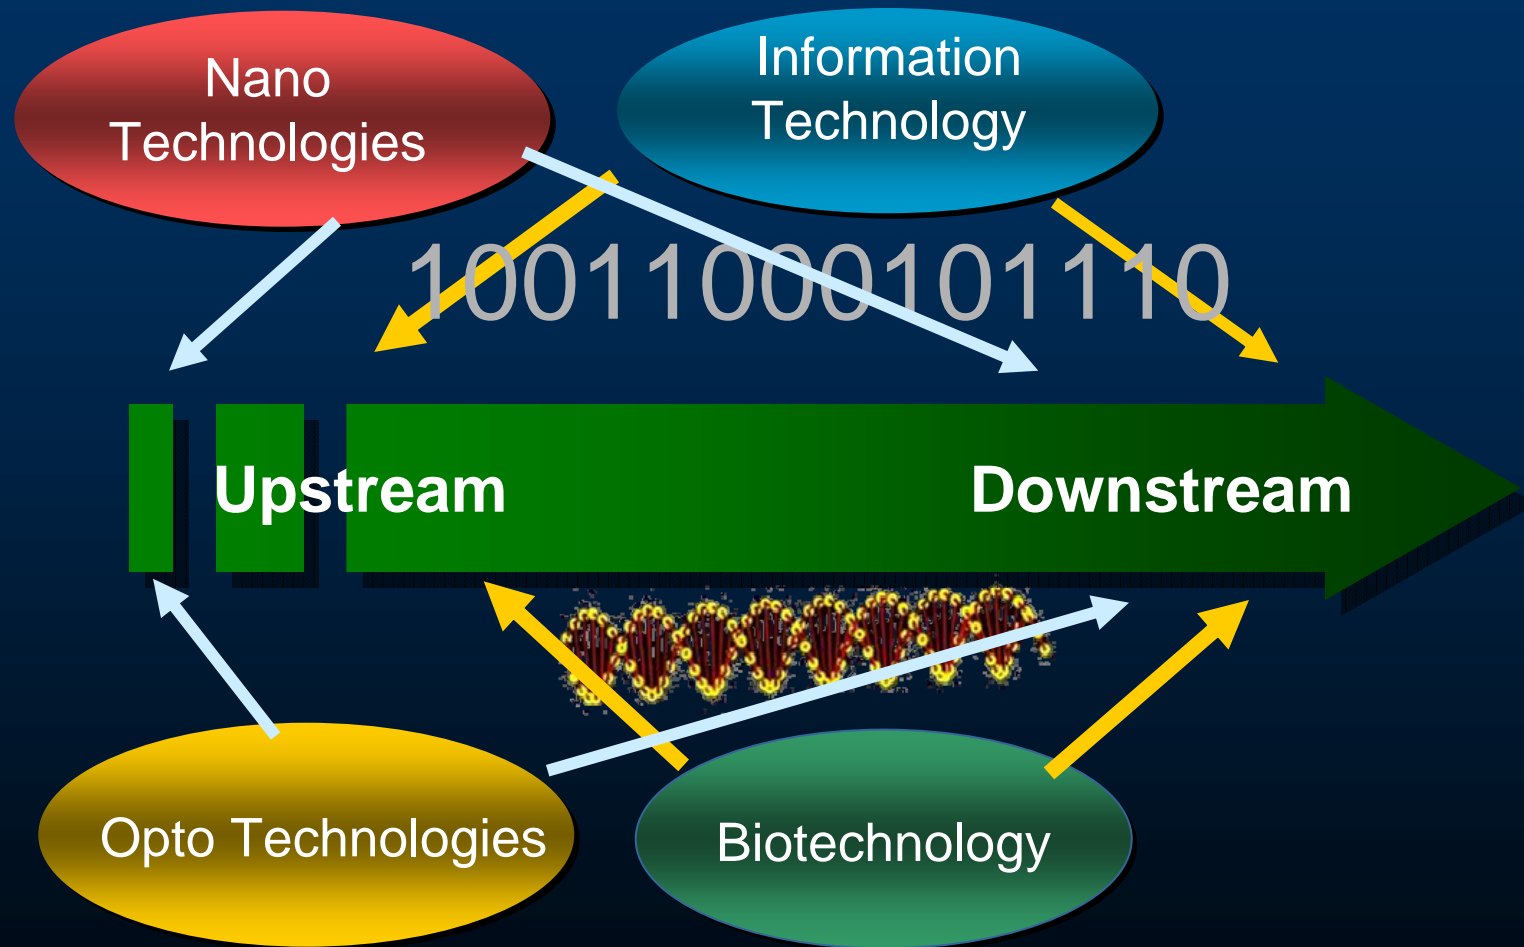 Nano
Technologies
Information
Technology
10011000101110
Upstream
Downstream
Opto Technologies
Biotechnology